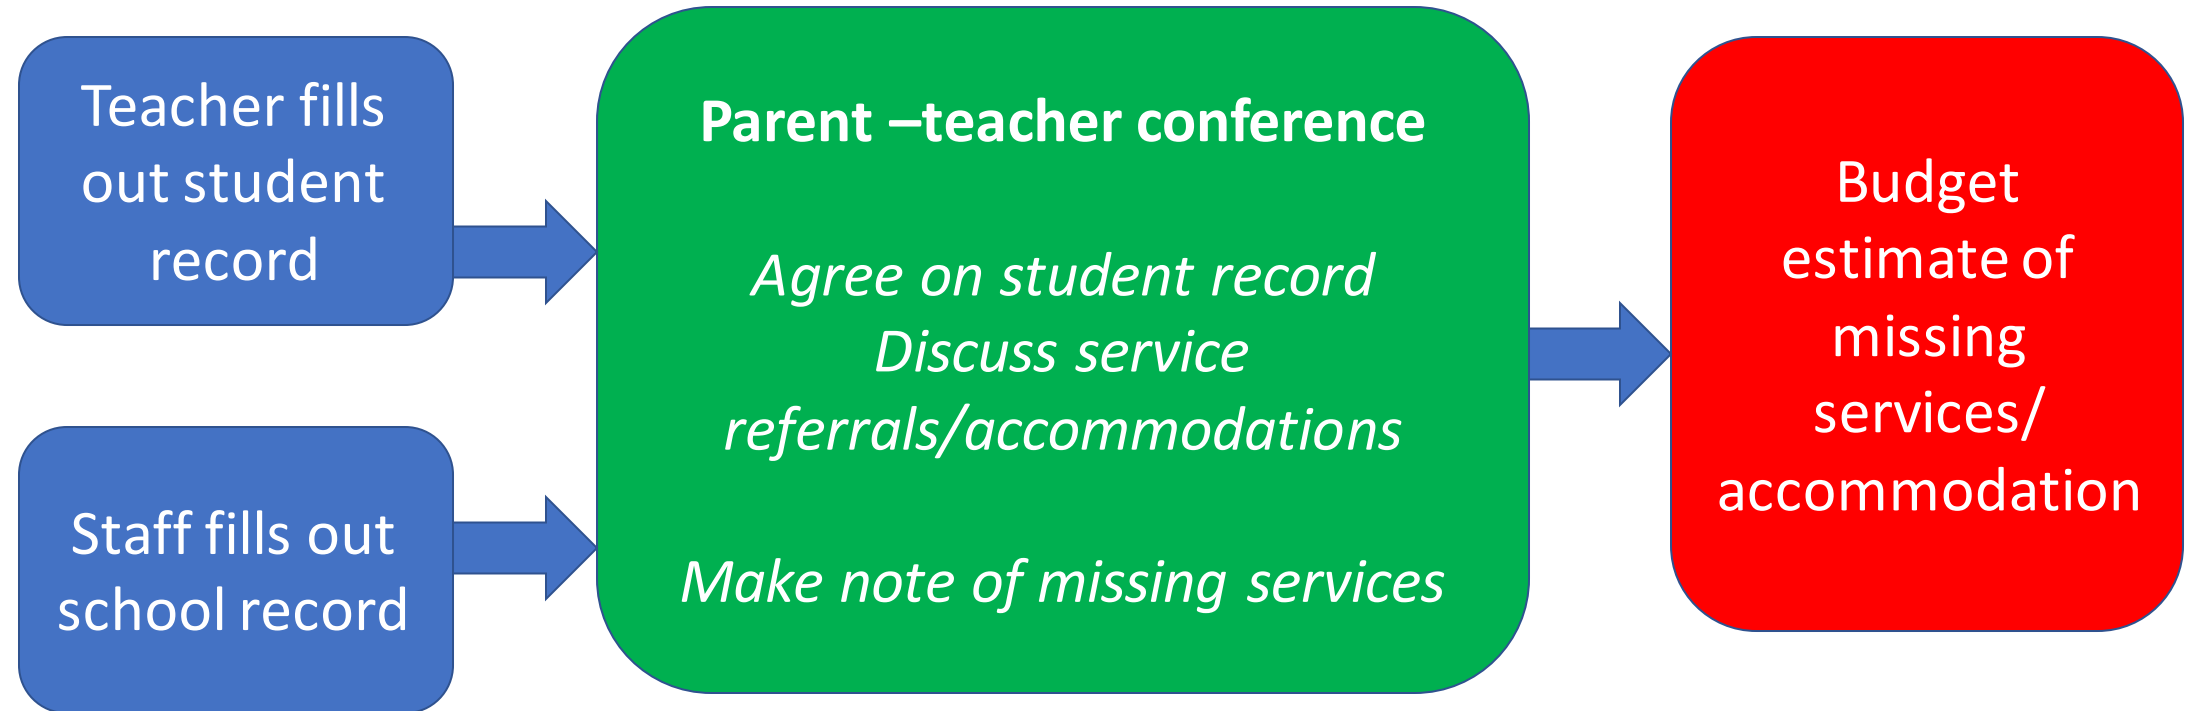 Teacher fills
out student
record
Staff fills out
school record
Parent –teacher conference
Agree on student record
Discuss service
referrals/accommodations
Make note of missing services
Budget
estimate of
missing
services/
accommodation